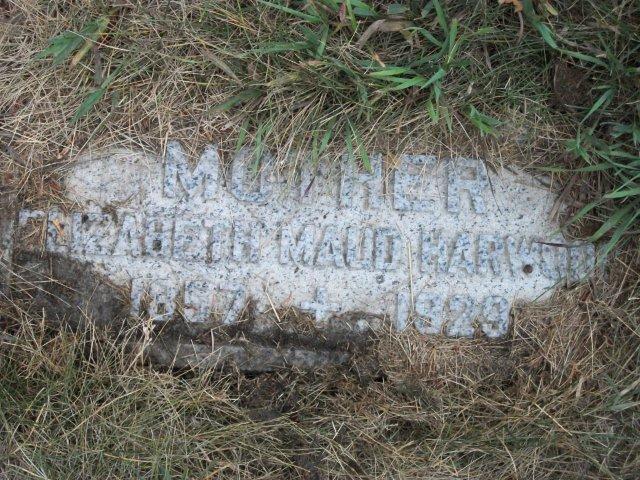 MOTHER
ELIZABETH MAUD HARWOOD
1857 + 1929